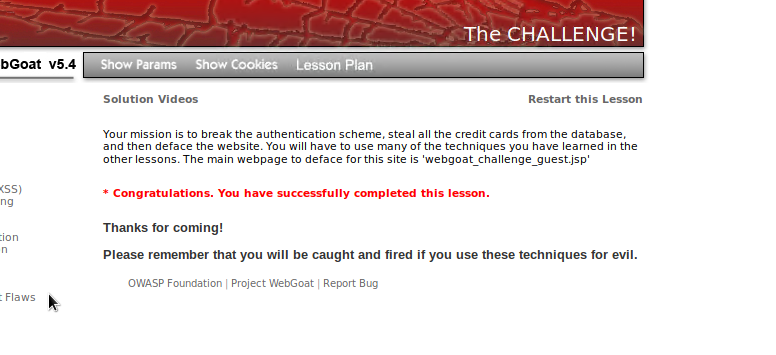 The CHALLENGE!
bGoat v5.4
Show Params Show Cookies Lesson Plan
Solution Videos Restart this Lesson
Your mission is to break the authentication scheme, steal all the credit cards from the database,
and then deface the website. You will have to use many of the techniques you have learned in the
other lessons. The main webpage to deface for this site is 'webgoat_challenge_guest.jsp'
XSS)
ng
* Congratulations. You have successfully completed this lesson.
Thanks for coming!
tion
n
Please remember that you will be caught and fired if you use these techniques for evil.
OWASP Foundation | Project WebGoat | Report Bug
t Flaws